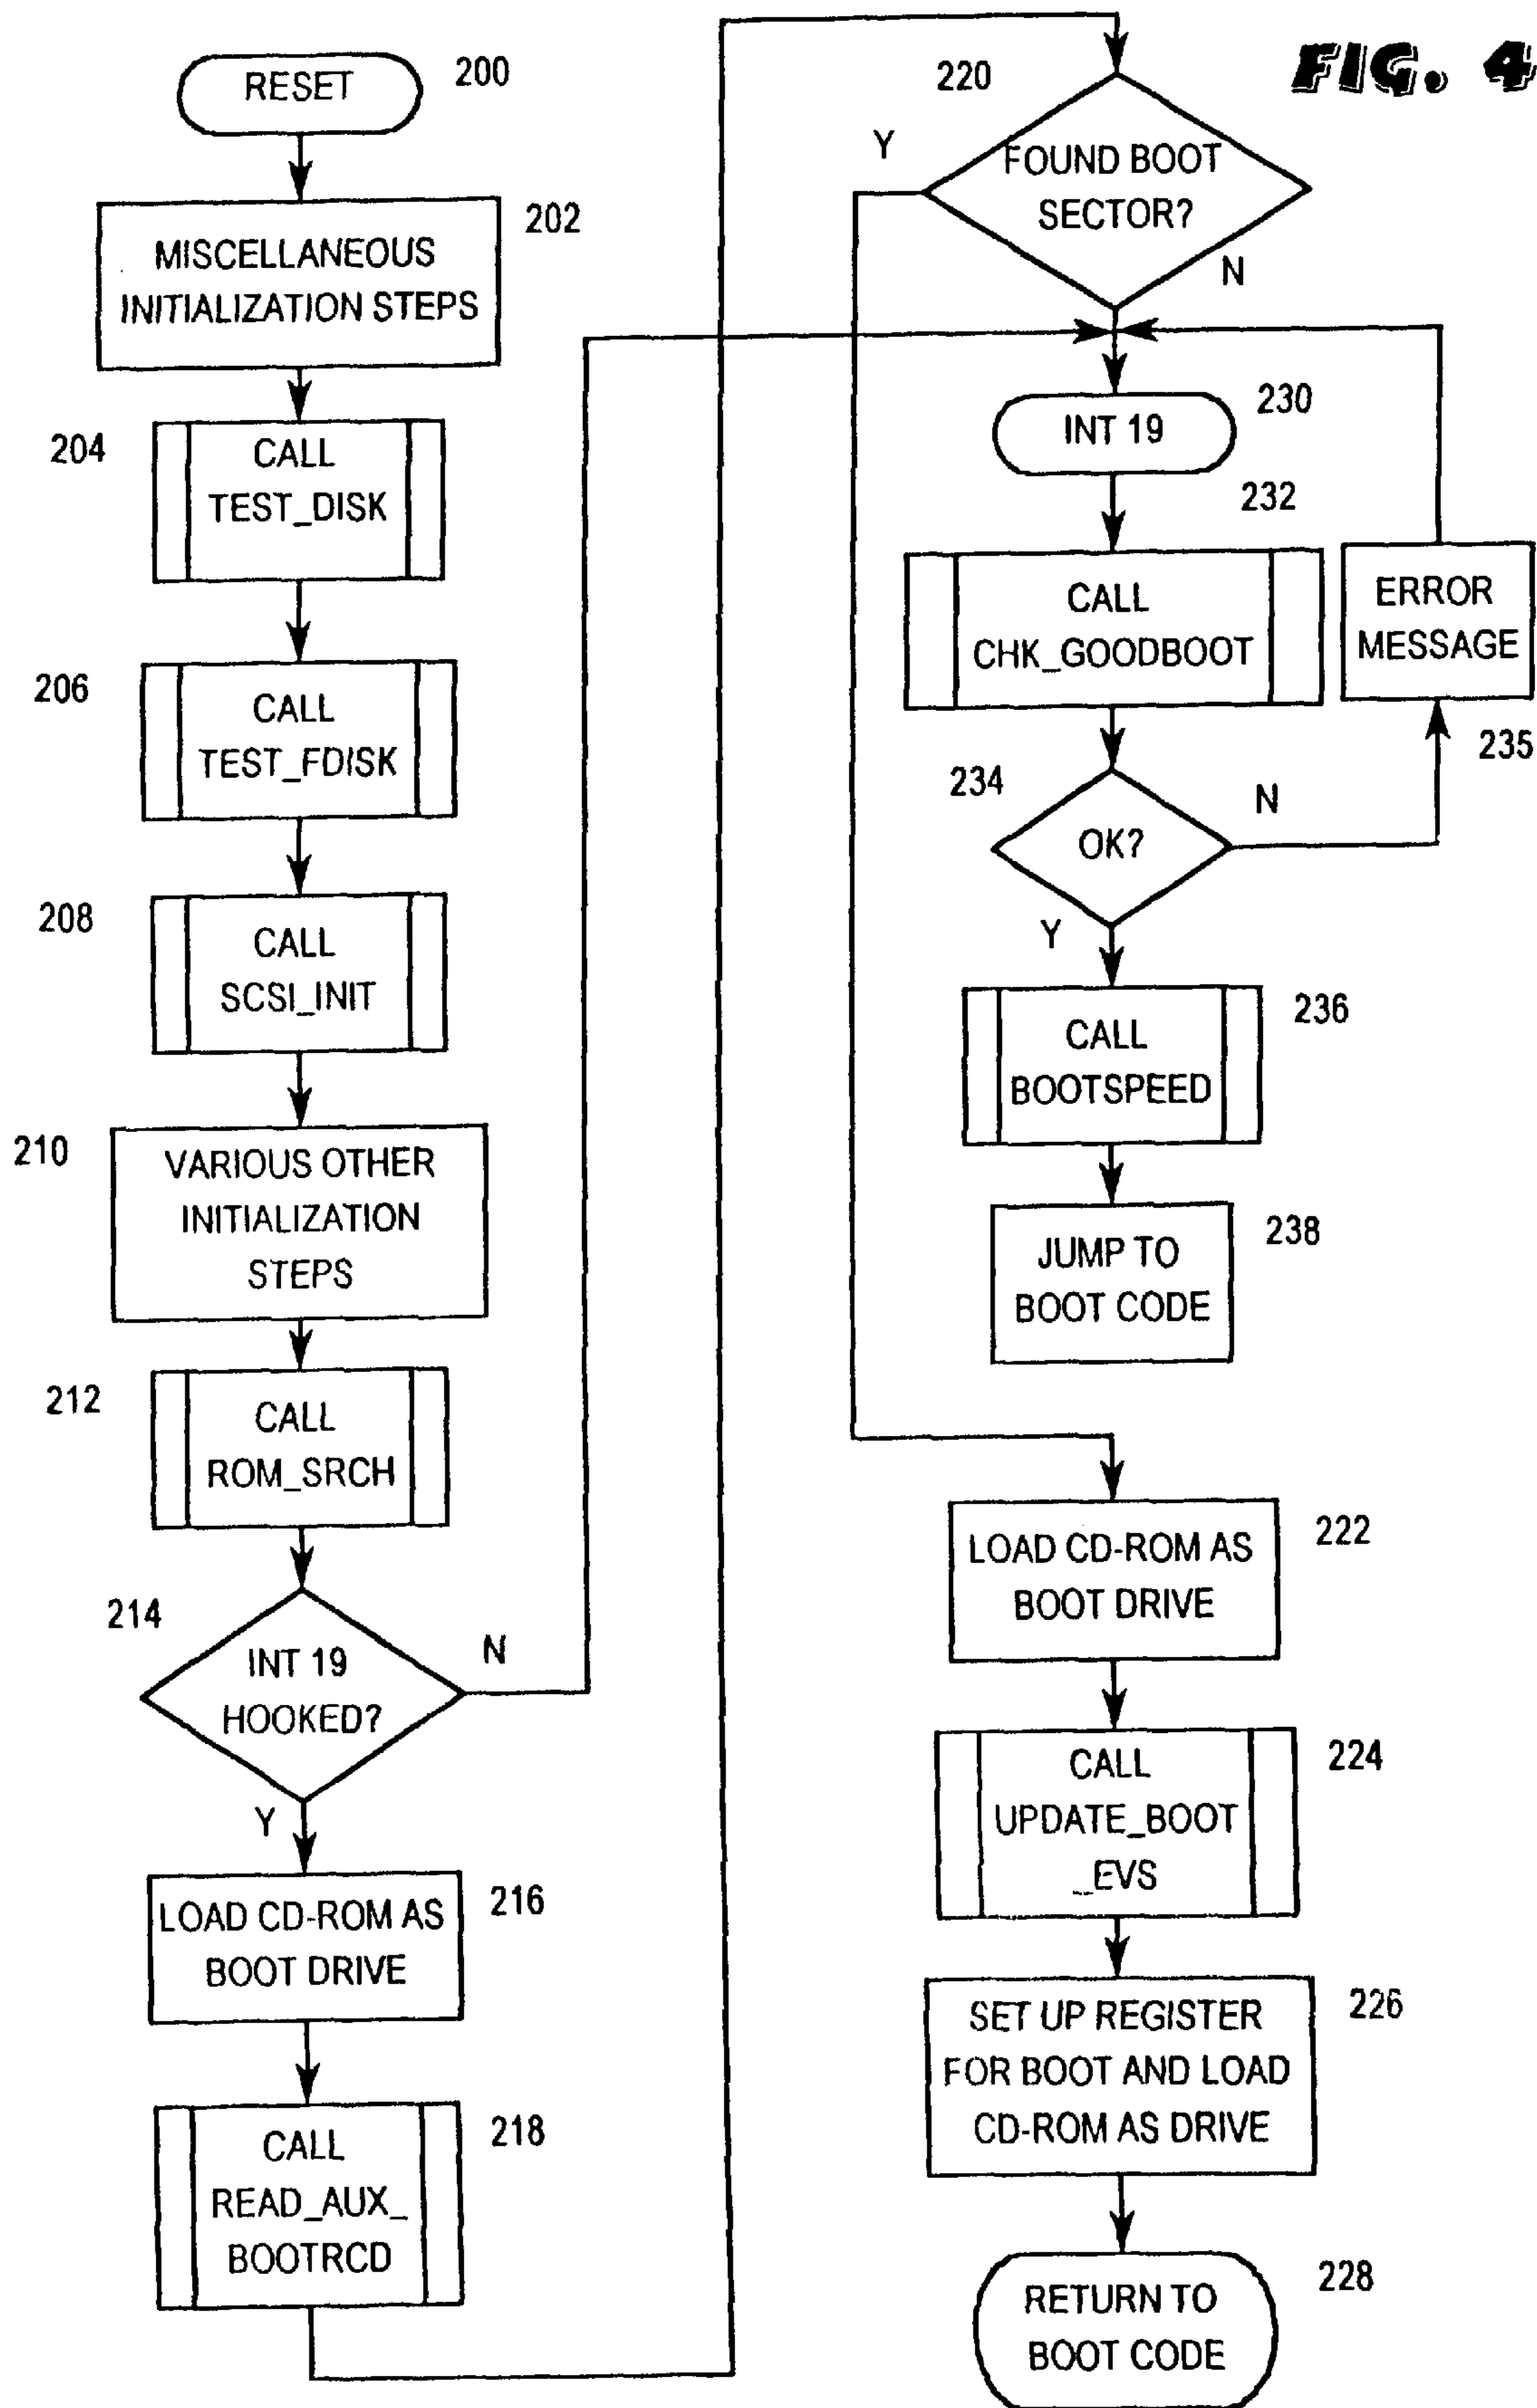 FIG. 4
RESET
200
MISCELLANEOUS
INITIALIZATION STEPS
202
204
CALL
TEST_DISK
206
CALL
TEST_FDISK
208
CALL
SCSI_INIT
210
VARIOUS OTHER
INITIALIZATION
STEPS
212
CALL
ROM_SRCH
214
INT 19
HOOKED?
N
Y
LOAD CD-ROM AS
BOOT DRIVE
216
CALL
READ_AUX_
BOOTRCD
218
220
Y
FOUND BOOT
SECTOR?
N
INT 19
230
232
CALL
CHK_GOODBOOT
ERROR
MESSAGE
235
234
OK?
N
Y
CALL
BOOTSPEED
236
JUMP TO
BOOT CODE
238
LOAD CD-ROM AS
BOOT DRIVE
222
CALL
UPDATE_BOOT
_EVS
224
SET UP REGISTER
FOR BOOT AND LOAD
CD-ROM AS DRIVE
226
RETURN TO
BOOT CODE
228